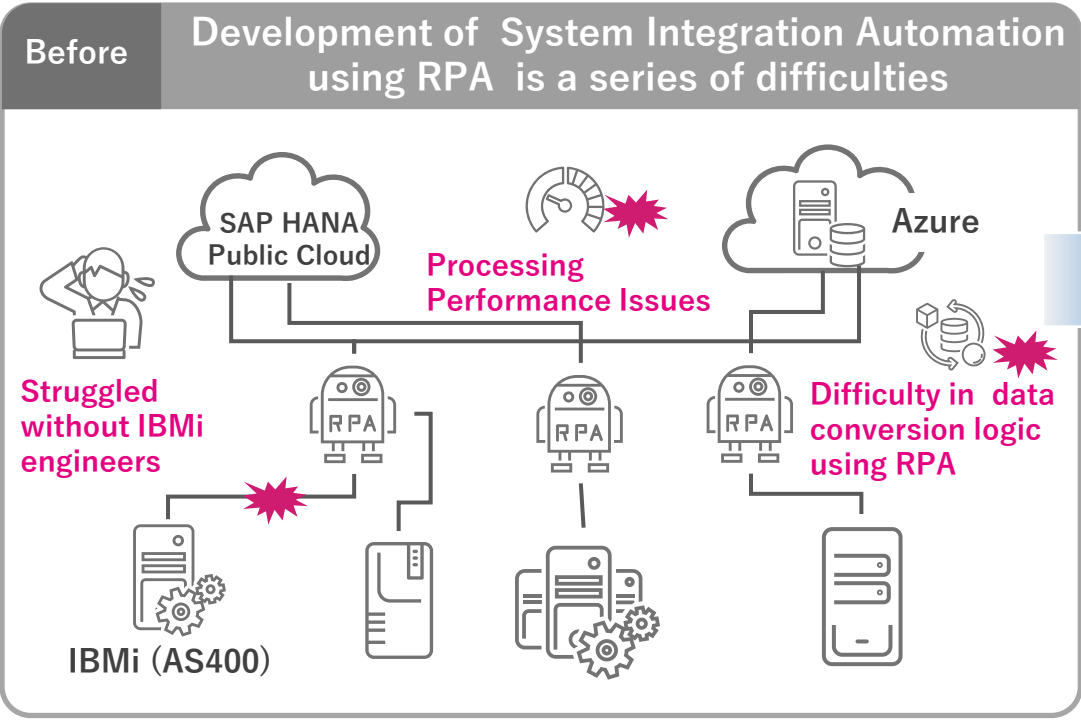 Before
Development of System Integration Automation
using RPA is a series of difficulties
SAP HANA
Public Cloud
Azure
Processing
Performance Issues
Struggled
without IBMi
engineers
RPA
RPA
RPA
Difficulty in data
conversion logic
using RPA
IBMi (AS400)